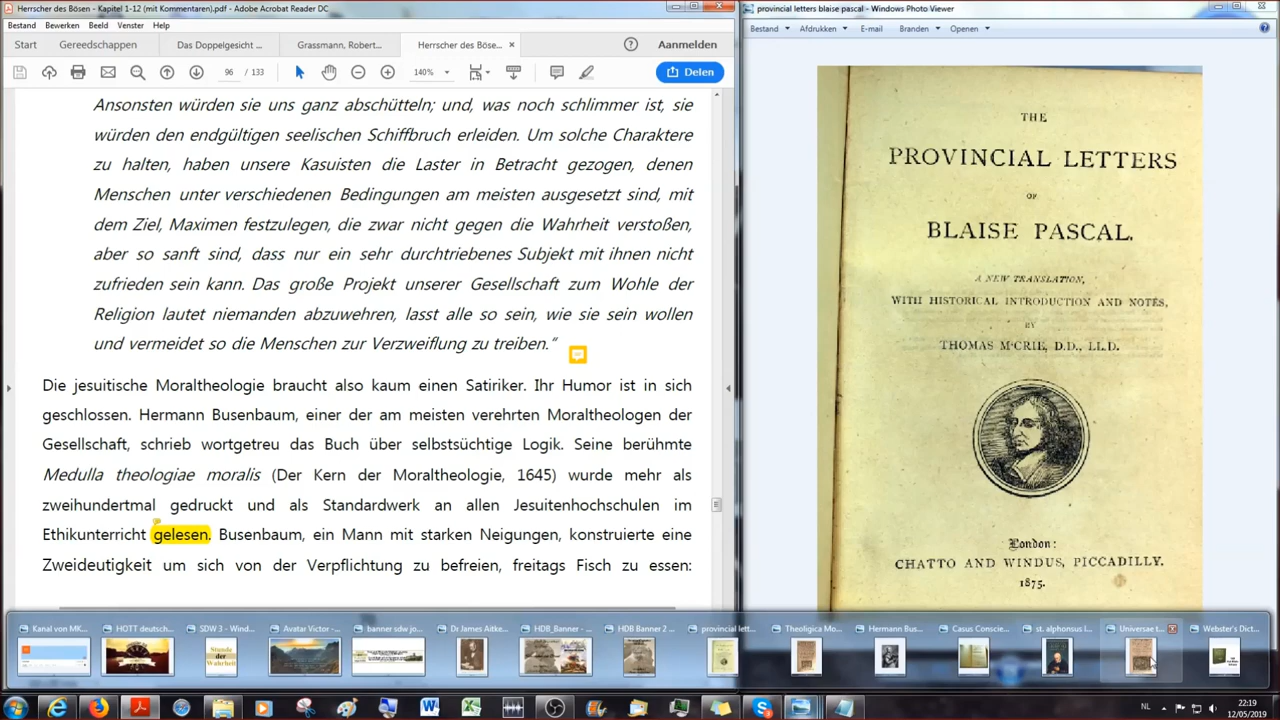 Herrscher des Bösen - Kapitel 1-12 (mit Kommentaren).pdf - Adobe Acrobat Reader DC
Bestand Bewerken Beeld Venster Help
Start Gereedschappen Das Doppelgesicht ... Grassmann, Robert... Herrscher des Böse... × Anmelden
96 / 133 140% Delen
Ansonsten würden sie uns ganz abschütteln; und, was noch schlimmer ist, sie
würden den endgültigen seelischen Schiffbruch erleiden. Um solche Charaktere
zu halten, haben unsere Kasuisten die Laster in Betracht gezogen, denen
Menschen unter verschiedenen Bedingungen am meisten ausgesetzt sind, mit
dem Ziel, Maximen festzulegen, die zwar nicht gegen die Wahrheit verstoßen,
aber so sanft sind, dass nur ein sehr durchtriebenes Subjekt mit ihnen nicht
zufrieden sein kann. Das große Projekt unserer Gesellschaft zum Wohle der
Religion lautet niemanden abzuwehren, lasst alle so sein, wie sie sein wollen
und vermeidet so die Menschen zur Verzweiflung zu treiben.“
Die jesuitische Moraltheologie braucht also kaum einen Satiriker. Ihr Humor ist in sich
geschlossen. Hermann Busenbaum, einer der am meisten verehrten Moraltheologen der
Gesellschaft, schrieb wortgetreu das Buch über selbstsüchtige Logik. Seine berühmte
Medulla theologiae moralis (Der Kern der Moraltheologie, 1645) wurde mehr als
zweihundertmal gedruckt und als Standardwerk an allen Jesuitenhochschulen im
Ethikunterricht gelesen. Busenbaum, ein Mann mit starken Neigungen, konstruierte eine
Zweideutigkeit um sich von der Verpflichtung zu befreien, freitags Fisch zu essen:
provincial letters blaise pascal - Windows Photo Viewer
Bestand Afdrukken E-mail Branden Openen
THE
PROVINCIAL LETTERS
OF
BLAISE PASCAL.
A NEW TRANSLATION,
WITH HISTORICAL INTRODUCTION AND NOTES,
BY
THOMAS M'CRIE, D.D., LL.D.
London:
CHATTO AND WINDUS, PICCADILLY.
1875.
Kanal von MK... HOTT deutsch... SDW 3 - Wind... Avatar Victor -... banner sdw jo... Dr James Aitke... HDB_Banner - ... HDB Banner 2 ... provincial lett... Theoligica Mo... Hermann Bus... Casus Conscie... st. alphonsus l... Universae t... Webster's Dict...
Stunde
der
Wahrheit
NL 22:19
12/05/2019